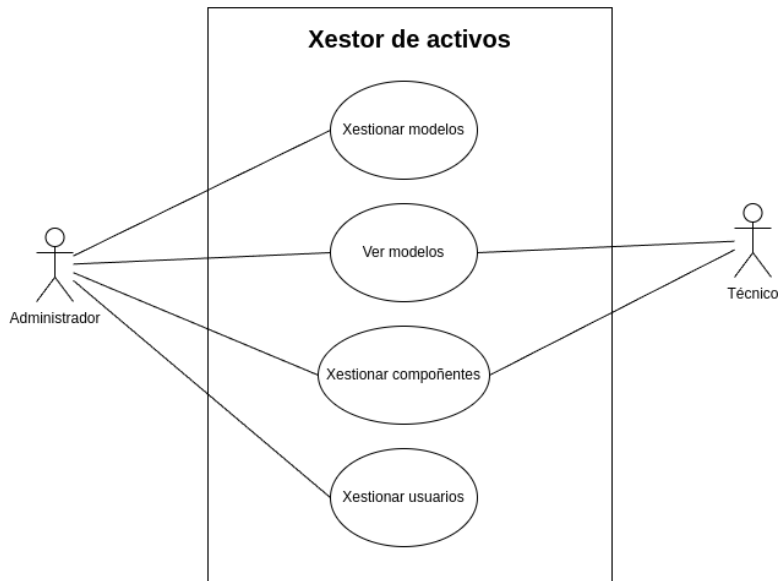 Xestor de activos
Xestionar modelos
Ver modelos
Administrador
Técnico
Xestionar compoñentes
Xestionar usuarios